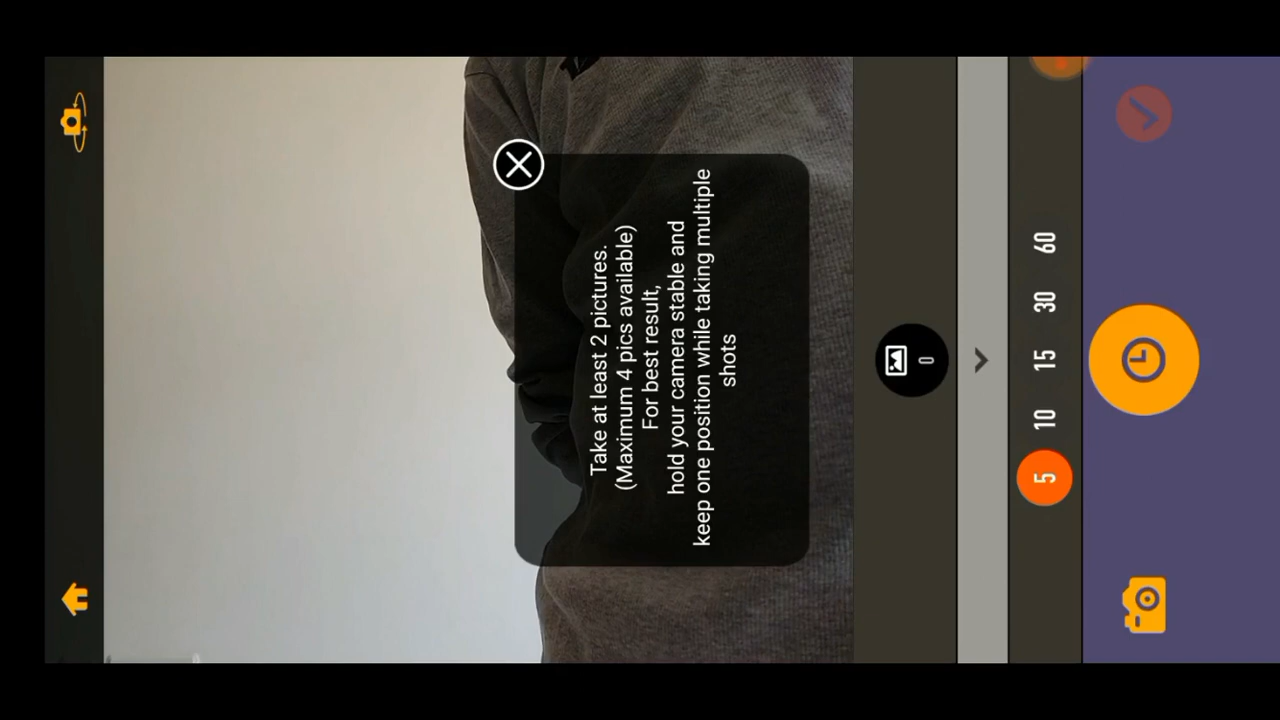 Take at least 2 pictures.
(Maximum 4 pics available)
For best result,
hold your camera stable and
keep one position while taking multiple
shots
0
5 10 15 30 60